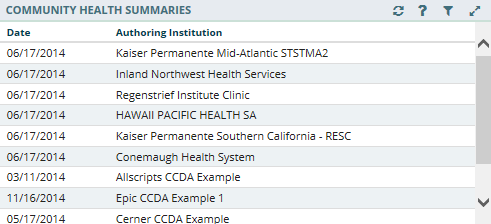 COMMUNITY HEALTH SUMMARIES ?
Date Authoring Institution
06/17/2014 Kaiser Permanente Mid-Atlantic STSTMA2
06/17/2014 Inland Northwest Health Services
06/17/2014 Regenstrief Institute Clinic
06/17/2014 HAWAII PACIFIC HEALTH SA
06/17/2014 Kaiser Permanente Southern California - RESC
06/17/2014 Conemaugh Health System
03/11/2014 Allscripts CCDA Example
11/16/2014 Epic CCDA Example 1
05/17/2014 Cerner CCDA Example